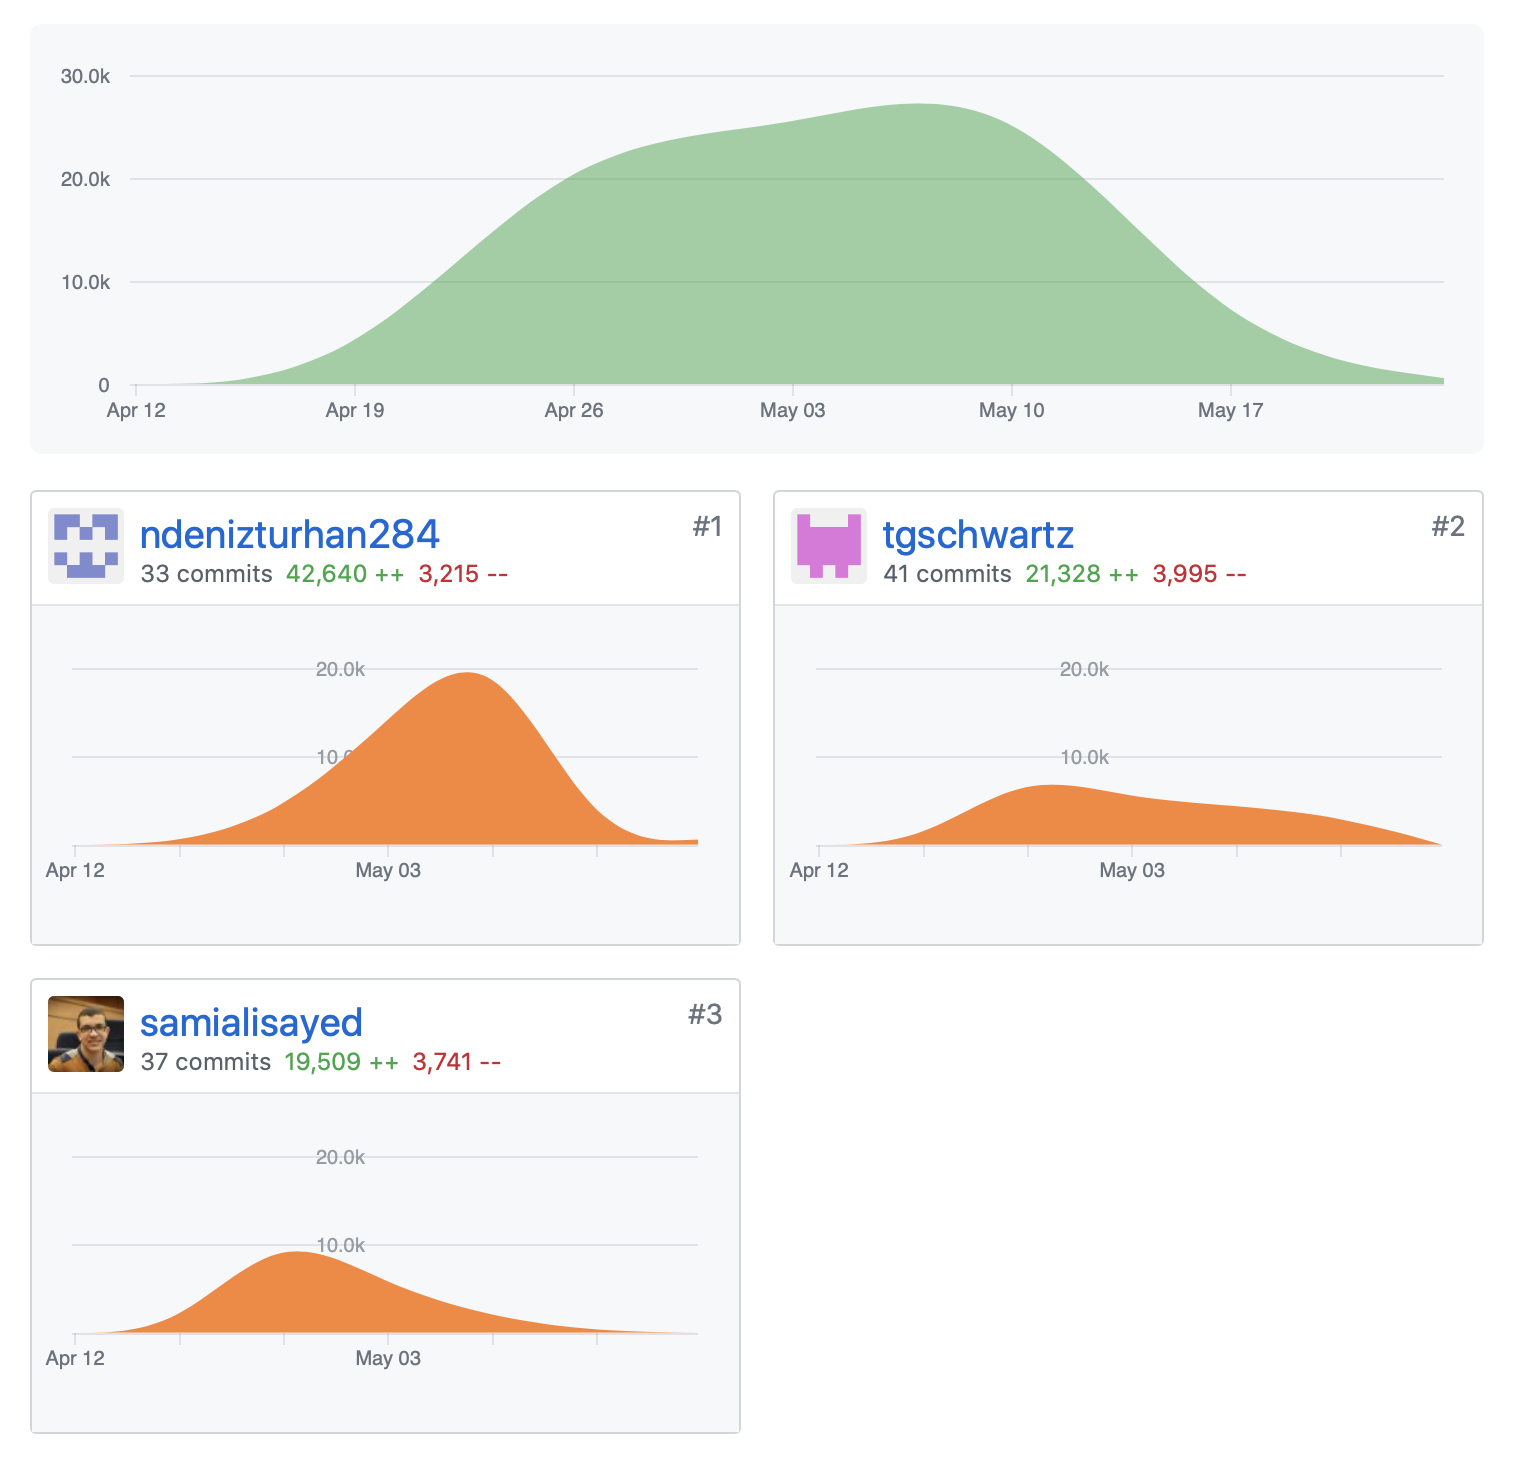 30.0k
20.0k
10.0k
0
Apr 12 Apr 19 Apr 26 May 03 May 10 May 17
ndenizturhan284 #1
33 commits 42,640 ++ 3,215 --
20.0k
10.0k
Apr 12 May 03
tgschwartz #2
41 commits 21,328 ++ 3,995 --
20.0k
10.0k
Apr 12 May 03
samialisayed #3
37 commits 19,509 ++ 3,741 --
20.0k
10.0k
Apr 12 May 03